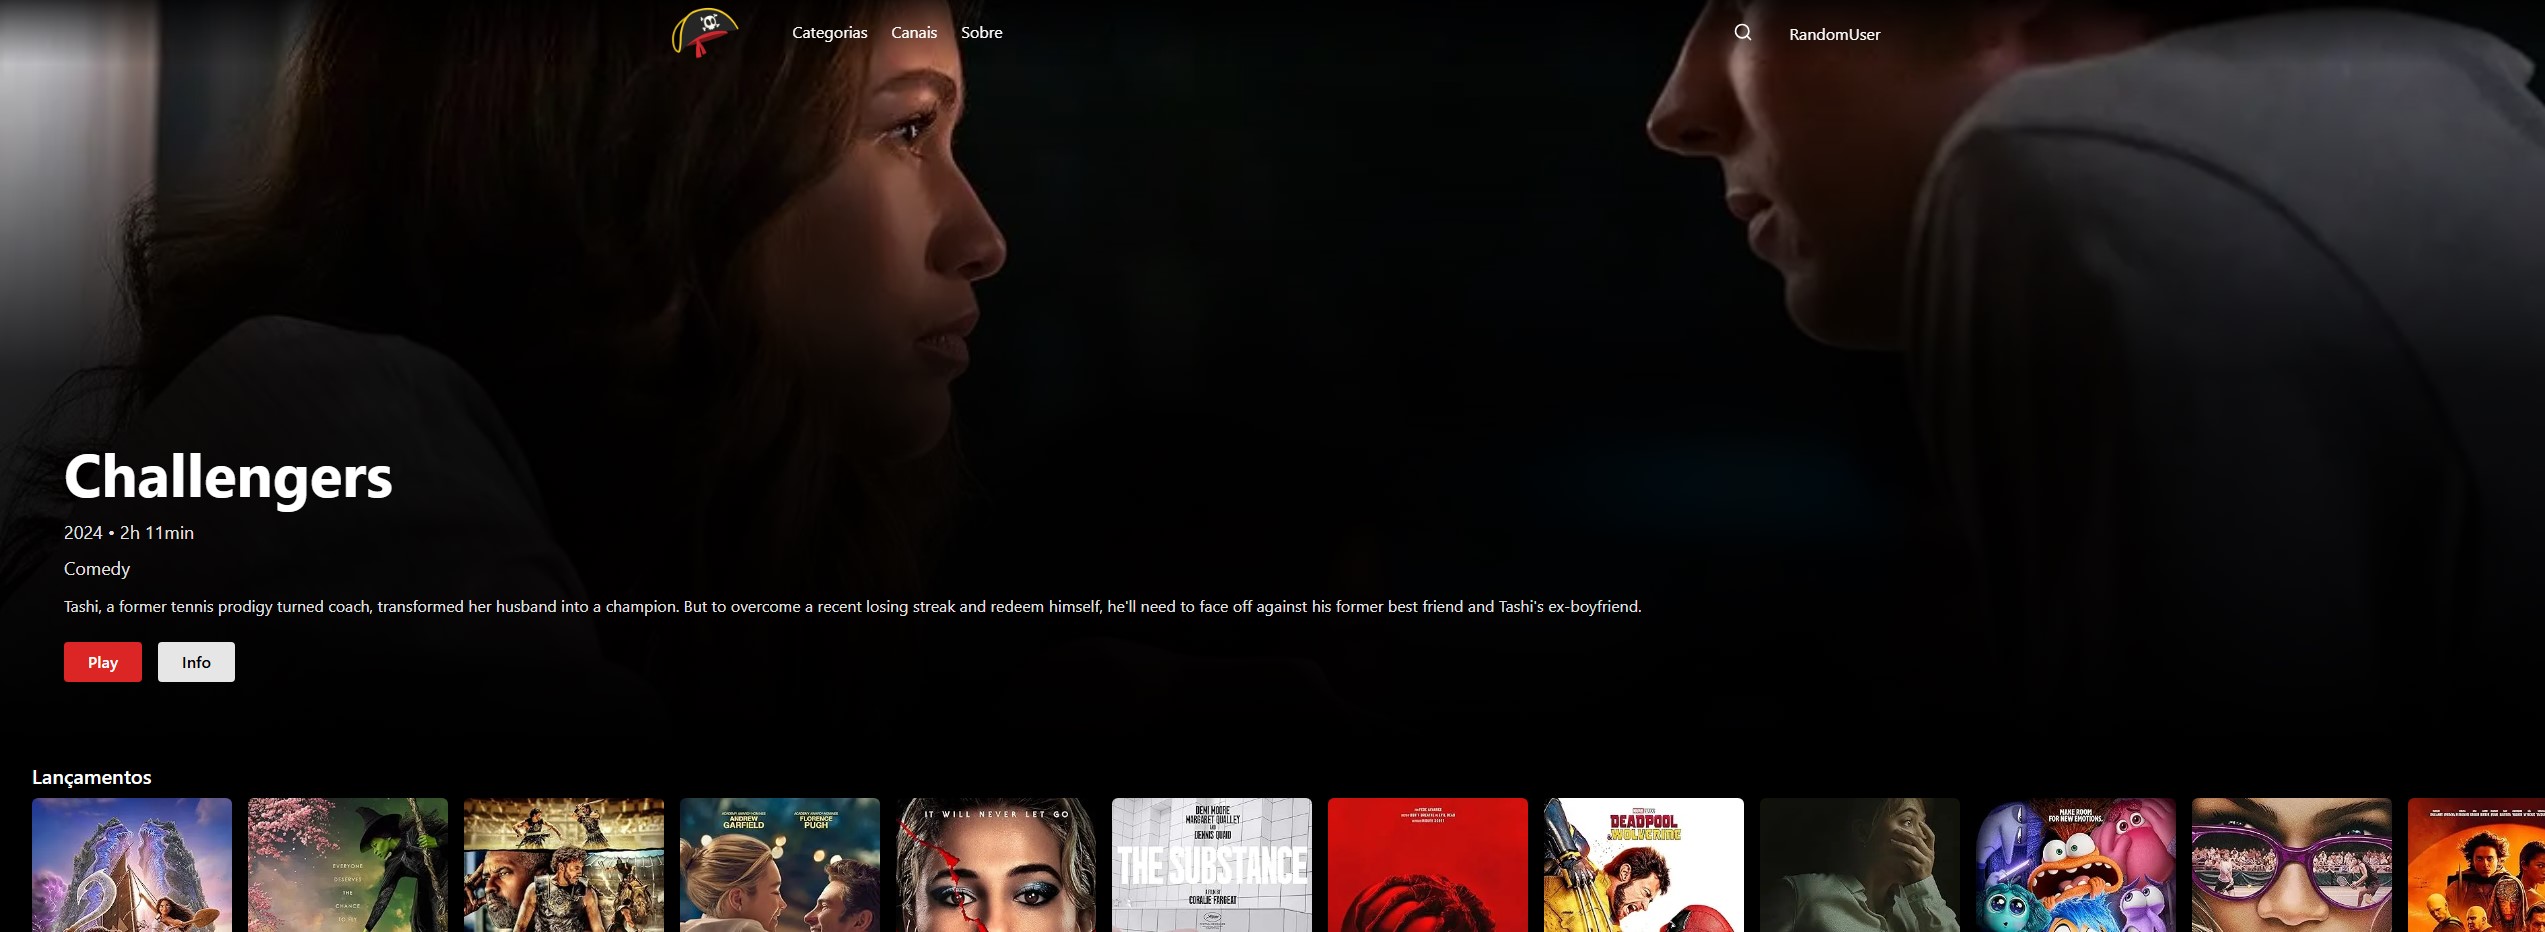 Categorias
Canais
Sobre
RandomUser
Challengers
2024 • 2h 11min
Comedy
Tashi, a former tennis prodigy turned coach, transformed her husband into a champion. But to overcome a recent losing streak and redeem himself, he'll need to face off against his former best friend and Tashi's ex-boyfriend.
Play
Info
Lançamentos
EVERYONE
DESERVES
THE
CHANCE
TO FLY
ANDREW
GARFIELD
FLORENCE
PUGH
IT WILL NEVER LET GO
DEMI MOORE
MARGARET QUALLEY
AND
DENNIS QUAID
THE SUBSTANCE
A FILM BY
CORALIE FARGEAT
DEADPOOL
& WOLVERINE
MAKE ROOM
FOR NEW EMOTIONS.